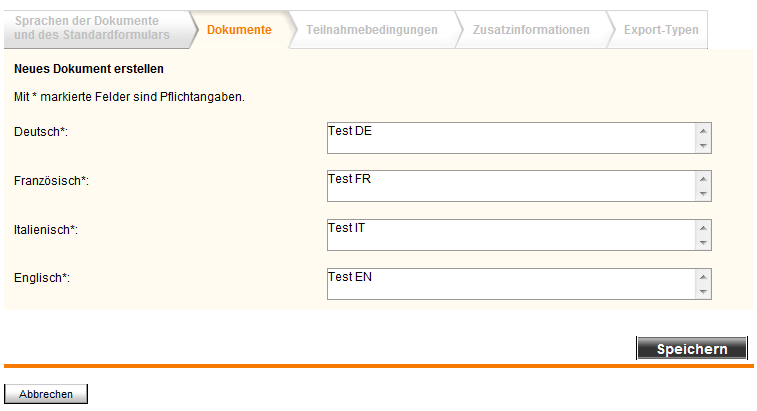 Sprachen der Dokumente
und des Standardformulars
Dokumente
Teilnahmebedingungen
Zusatzinformationen
Export-Typen
Neues Dokument erstellen
Mit * markierte Felder sind Pflichtangaben.
Deutsch*:
Test DE
Französisch*:
Test FR
Italienisch*:
Test IT
Englisch*:
Test EN
Speichern
Abbrechen